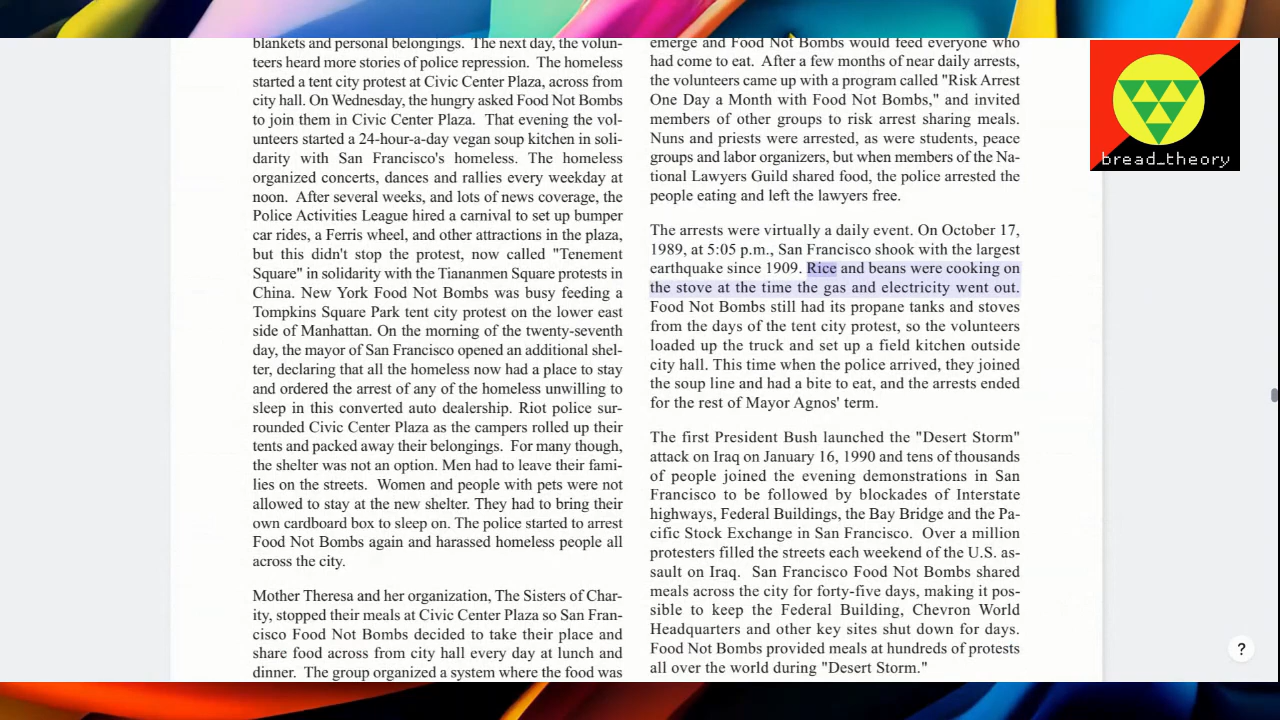 blankets and personal belongings. The next day, the volun-
teers heard more stories of police repression. The homeless
started a tent city protest at Civic Center Plaza, across from
city hall. On Wednesday, the hungry asked Food Not Bombs
to join them in Civic Center Plaza. That evening the vol-
unteers started a 24-hour-a-day vegan soup kitchen in soli-
darity with San Francisco's homeless. The homeless
organized concerts, dances and rallies every weekday at
noon. After several weeks, and lots of news coverage, the
Police Activities League hired a carnival to set up bumper
car rides, a Ferris wheel, and other attractions in the plaza,
but this didn't stop the protest, now called "Tenement
Square" in solidarity with the Tiananmen Square protests in
China. New York Food Not Bombs was busy feeding a
Tompkins Square Park tent city protest on the lower east
side of Manhattan. On the morning of the twenty-seventh
day, the mayor of San Francisco opened an additional shel-
ter, declaring that all the homeless now had a place to stay
and ordered the arrest of any of the homeless unwilling to
sleep in this converted auto dealership. Riot police sur-
rounded Civic Center Plaza as the campers rolled up their
tents and packed away their belongings. For many though,
the shelter was not an option. Men had to leave their fami-
lies on the streets. Women and people with pets were not
allowed to stay at the new shelter. They had to bring their
own cardboard box to sleep on. The police started to arrest
Food Not Bombs again and harassed homeless people all
across the city.
Mother Theresa and her organization, The Sisters of Char-
ity, stopped their meals at Civic Center Plaza so San Fran-
cisco Food Not Bombs decided to take their place and
share food across from city hall every day at lunch and
dinner. The group organized a system where the food was
emerge and Food Not Bombs would feed everyone who
had come to eat. After a few months of near daily arrests,
the volunteers came up with a program called "Risk Arrest
One Day a Month with Food Not Bombs," and invited
members of other groups to risk arrest sharing meals.
Nuns and priests were arrested, as were students, peace
groups and labor organizers, but when members of the Na-
tional Lawyers Guild shared food, the police arrested the
people eating and left the lawyers free.
The arrests were virtually a daily event. On October 17,
1989, at 5:05 p.m., San Francisco shook with the largest
earthquake since 1909. Rice and beans were cooking on
the stove at the time the gas and electricity went out.
Food Not Bombs still had its propane tanks and stoves
from the days of the tent city protest, so the volunteers
loaded up the truck and set up a field kitchen outside
city hall. This time when the police arrived, they joined
the soup line and had a bite to eat, and the arrests ended
for the rest of Mayor Agnos' term.
The first President Bush launched the "Desert Storm"
attack on Iraq on January 16, 1990 and tens of thousands
of people joined the evening demonstrations in San
Francisco to be followed by blockades of Interstate
highways, Federal Buildings, the Bay Bridge and the Pa-
cific Stock Exchange in San Francisco. Over a million
protesters filled the streets each weekend of the U.S. as-
sault on Iraq. San Francisco Food Not Bombs shared
meals across the city for forty-five days, making it pos-
sible to keep the Federal Building, Chevron World
Headquarters and other key sites shut down for days.
Food Not Bombs provided meals at hundreds of protests
all over the world during "Desert Storm."
bread_theory
?